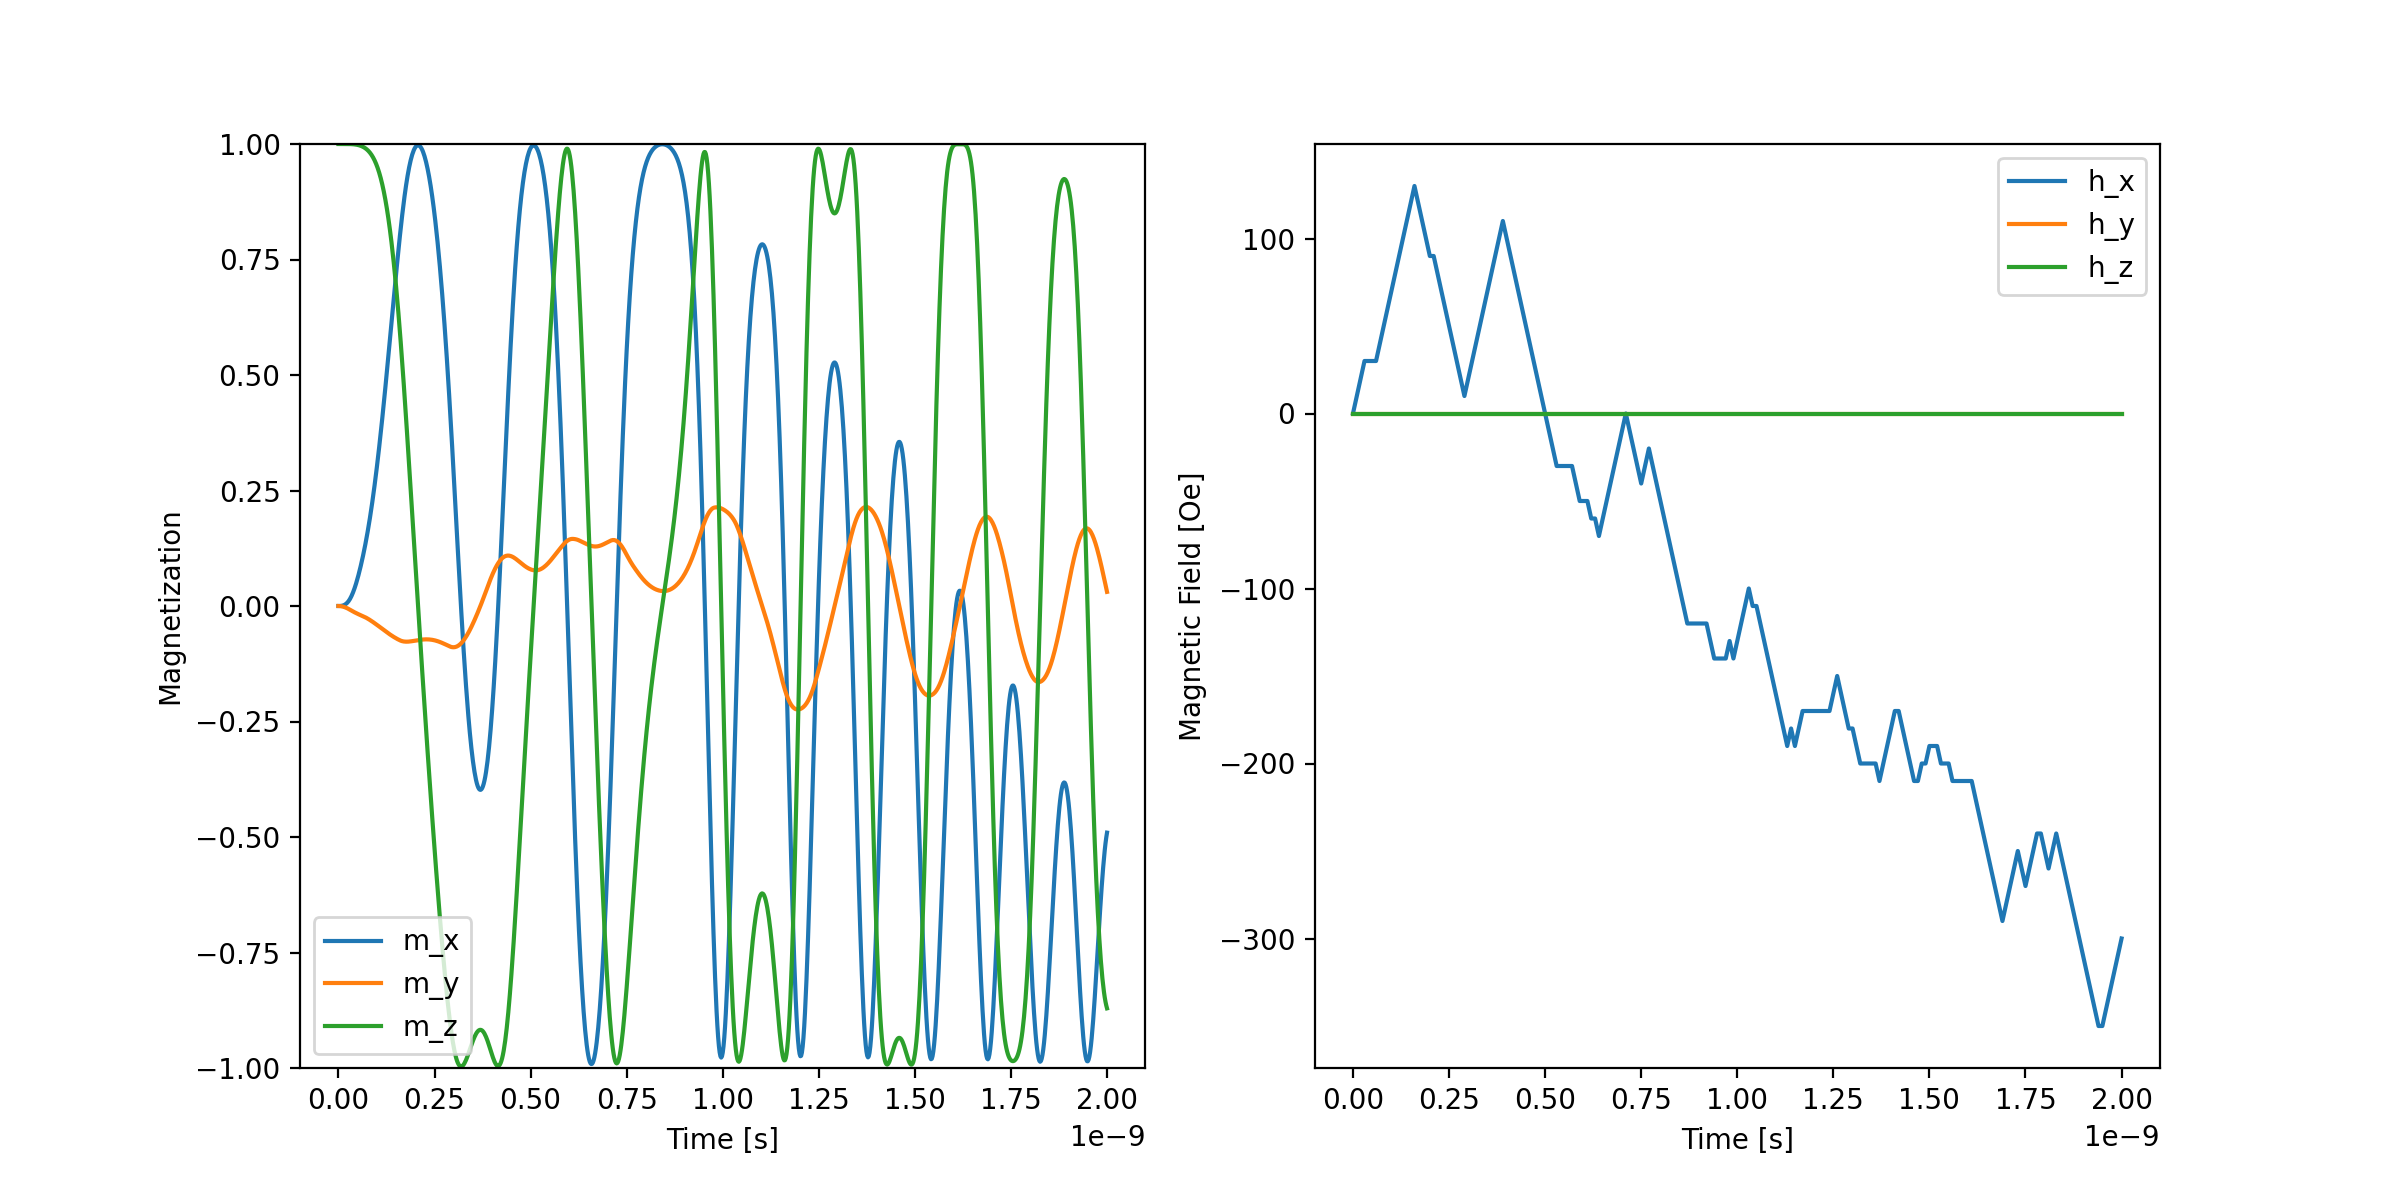 Magnetization
1.00
0.75
0.50
0.25
0.00
−0.25
−0.50
−0.75
−1.00
m_x
m_y
m_z
0.00 0.25 0.50 0.75 1.00 1.25 1.50 1.75 2.00
Time [s]
1e−9
Magnetic Field [Oe]
100
0
−100
−200
−300
h_x
h_y
h_z
0.00 0.25 0.50 0.75 1.00 1.25 1.50 1.75 2.00
Time [s]
1e−9